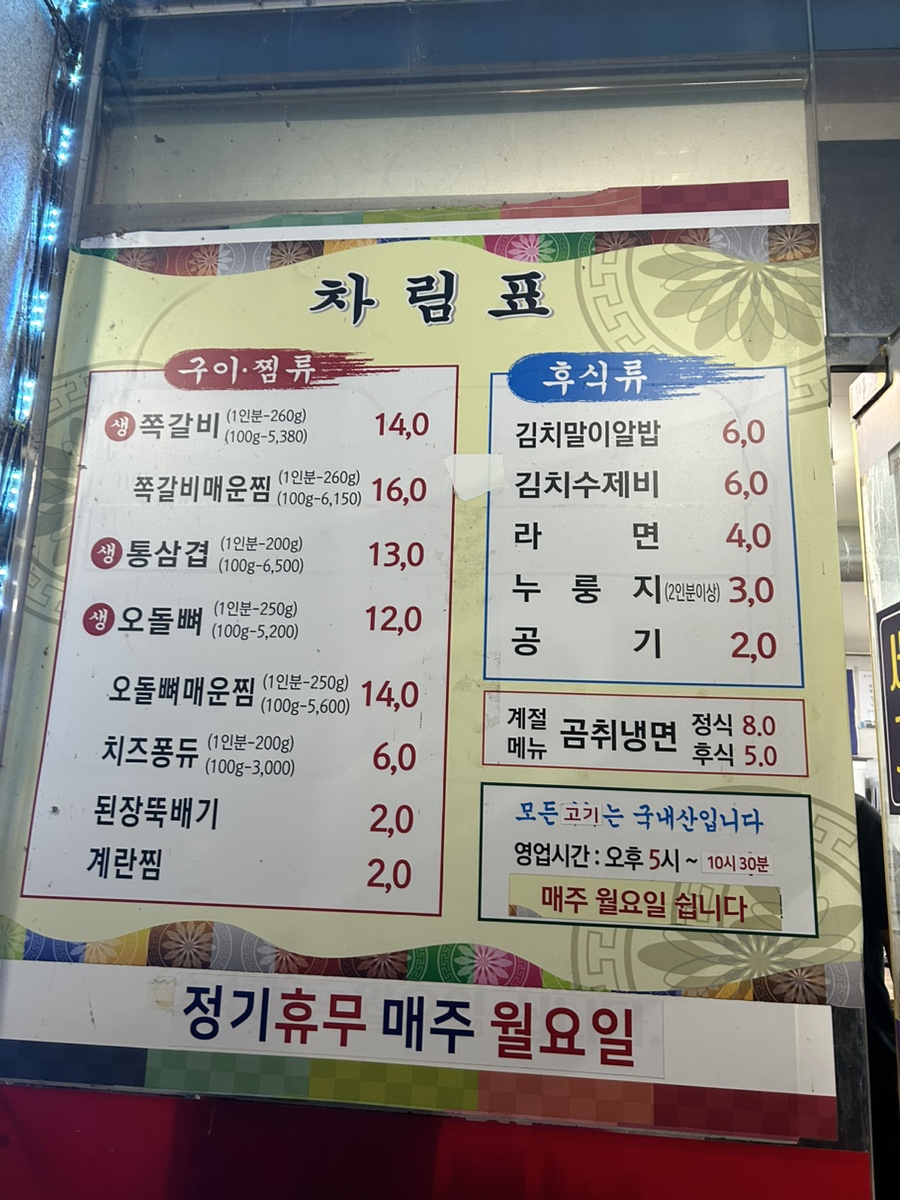 차림표
구이·찜류
생 쪽갈비 (1인분-260g) (100g-5,380) 14,0
쪽갈비매운찜 (1인분-260g) (100g-6,150) 16,0
생 통삼겹 (1인분-200g) (100g-6,500) 13,0
생 오돌뼈 (1인분-250g) (100g-5,200) 12,0
오돌뼈매운찜 (1인분-250g) (100g-5,600) 14,0
치즈퐁듀 (1인분-200g) (100g-3,000) 6,0
된장뚝배기 2,0
계란찜 2,0
후식류
김치말이알밥 6,0
김치수제비 6,0
라면 4,0
누룽지(2인분이상) 3,0
공기 2,0
계절메뉴 곰취냉면 정식 8.0 후식 5.0
모든 고기는 국내산입니다
영업시간 : 오후 5시 ~ 10시 30분
매주 월요일 쉽니다
정기휴무 매주 월요일